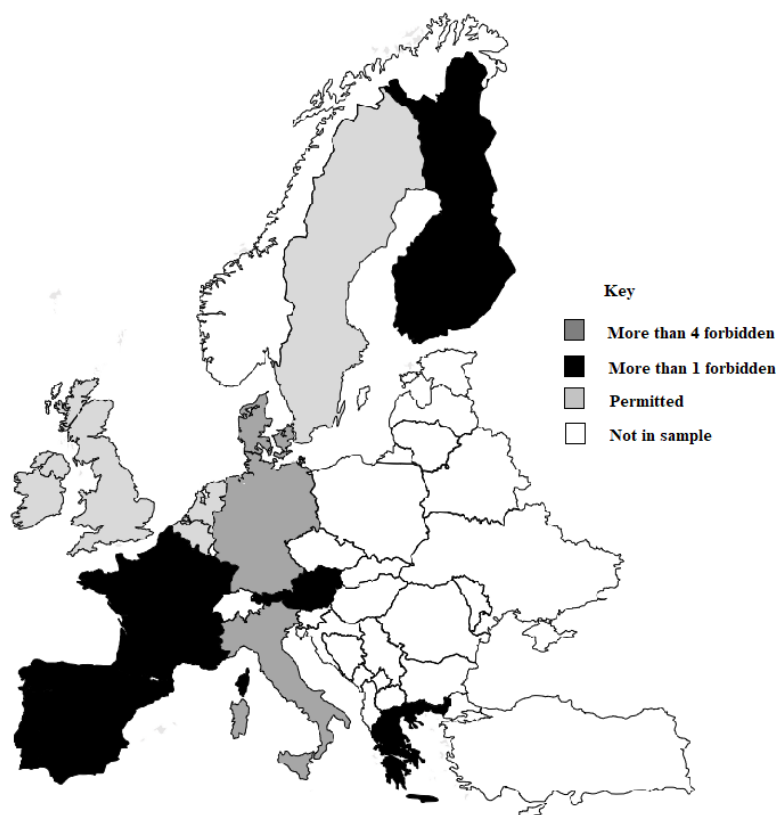 Key
More than 4 forbidden
More than 1 forbidden
Permitted
Not in sample